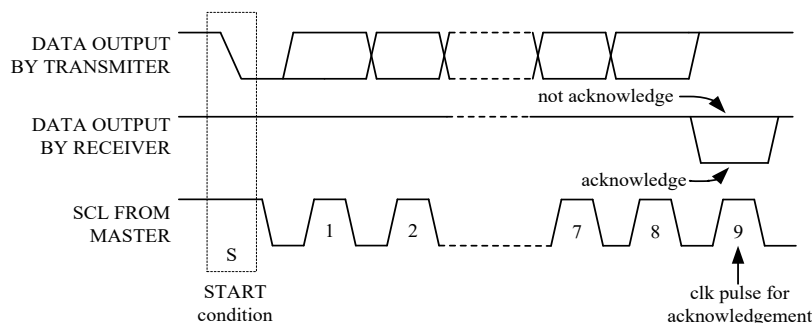 DATA OUTPUT
BY TRANSMITER
not acknowledge
DATA OUTPUT
BY RECEIVER
acknowledge
SCL FROM
MASTER
1
2
7
8
9
S
START
condition
clk pulse for
acknowledgement